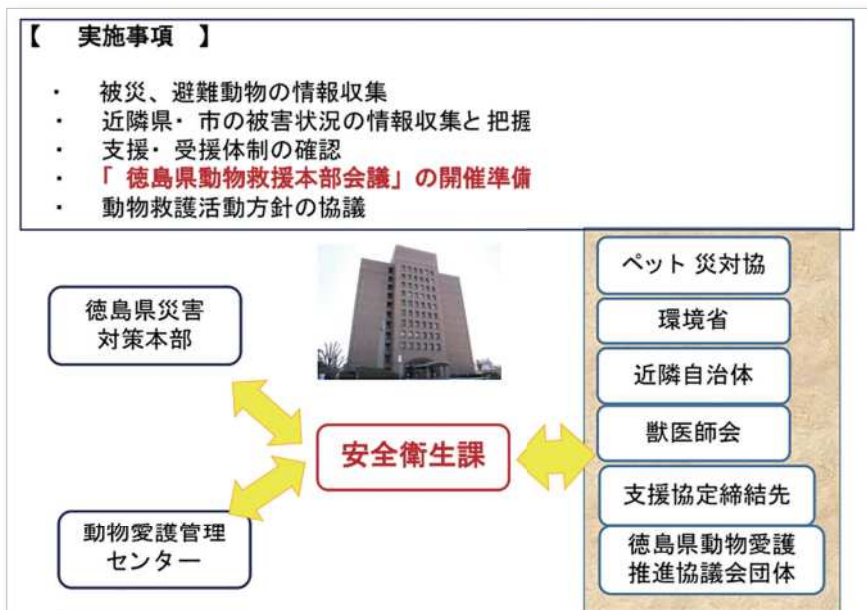 【 実施事項 】
・ 被災、避難動物の情報収集
・ 近隣県・市の被害状況の情報収集と把握
・ 支援・受援体制の確認
・ 「徳島県動物救援本部会議」の開催準備
・ 動物救護活動方針の協議
徳島県災害
対策本部
動物愛護管理
センター
安全衛生課
ペット災対協
環境省
近隣自治体
獣医師会
支援協定締結先
徳島県動物愛護
推進協議会団体